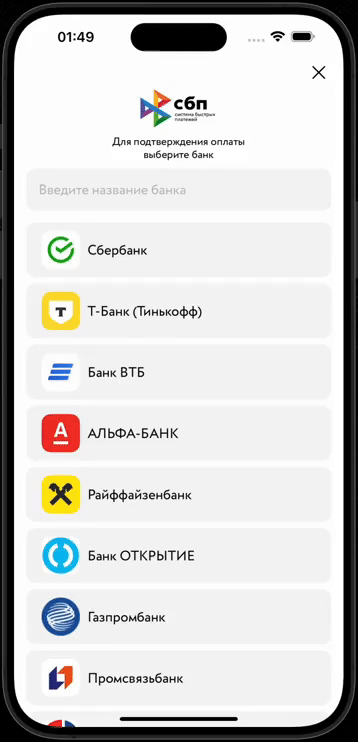 01:49
сбп
система быстрых
платежей
Для подтверждения оплаты
выберите банк
Введите название банка
Сбербанк
Т-Банк (Тинькофф)
Банк ВТБ
АЛЬФА-БАНК
Райффайзенбанк
Банк ОТКРЫТИЕ
Газпромбанк
Промсвязьбанк